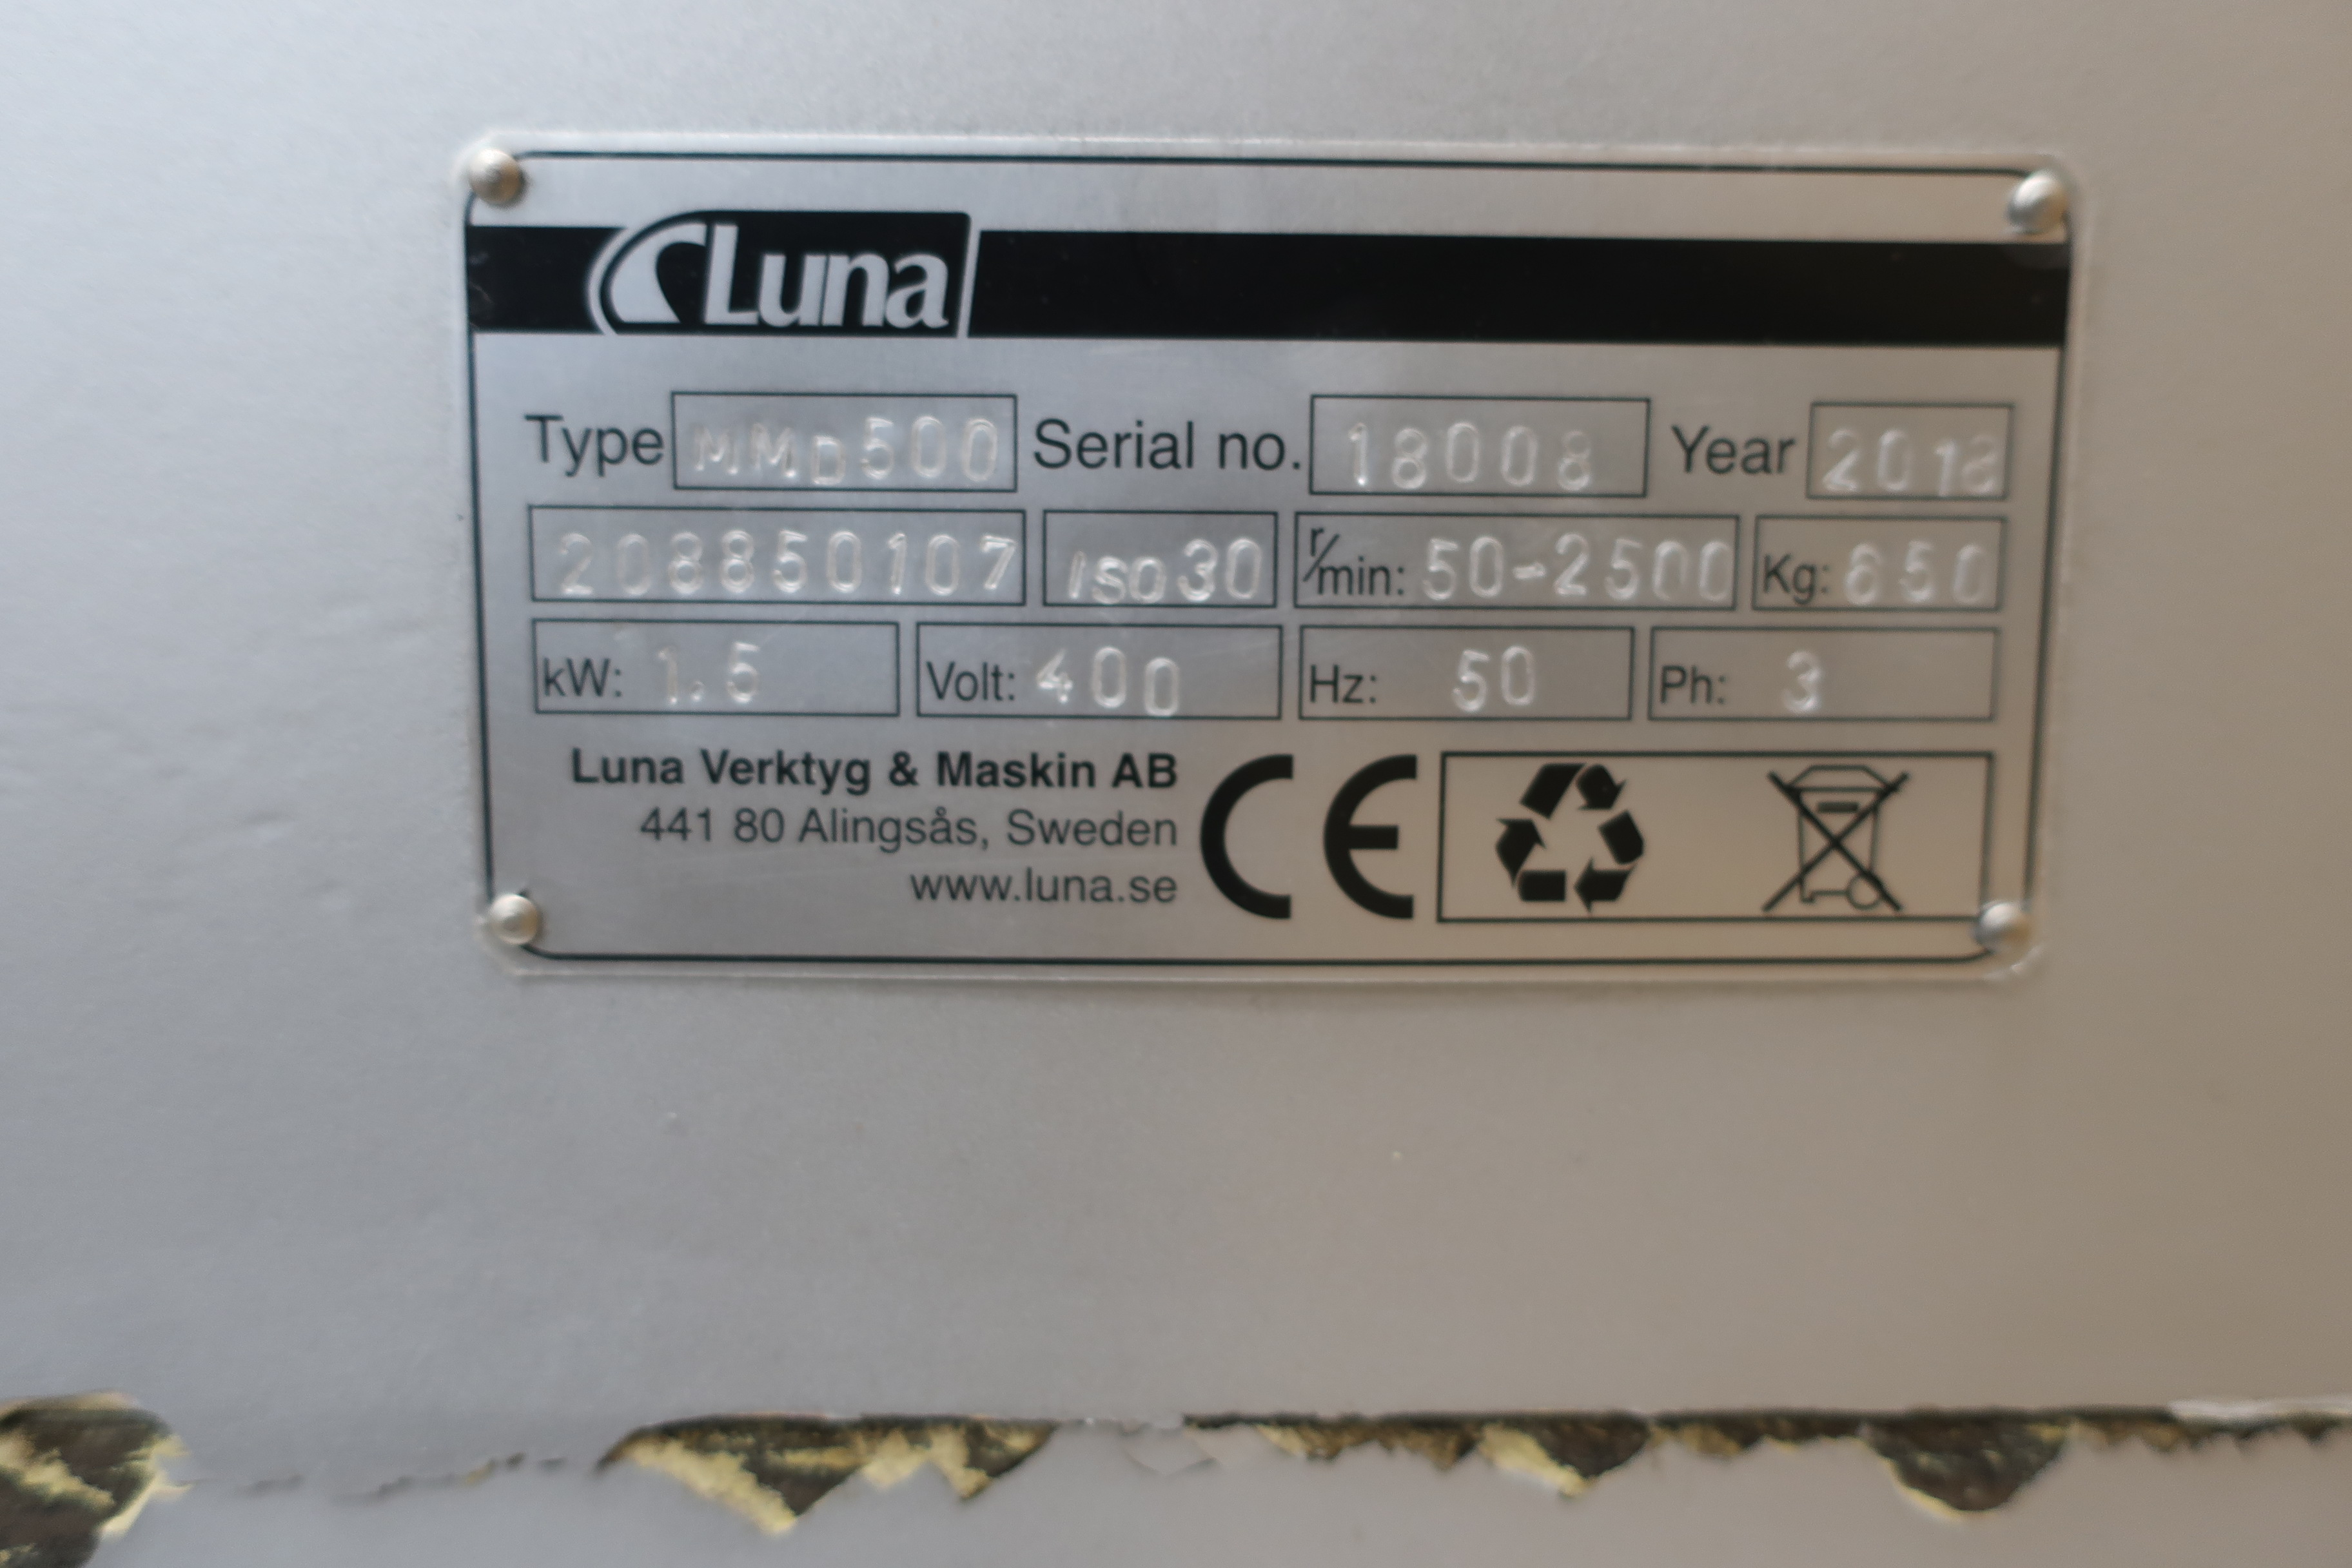 Luna
Type MMD500 Serial no. 18008 Year 2018
208850107 ISO30 r/min: 50-2500 Kg: 650
kW: 1.5 Volt: 400 Hz: 50 Ph: 3
Luna Verktyg & Maskin AB
441 80 Alingsås, Sweden
www.luna.se
CE